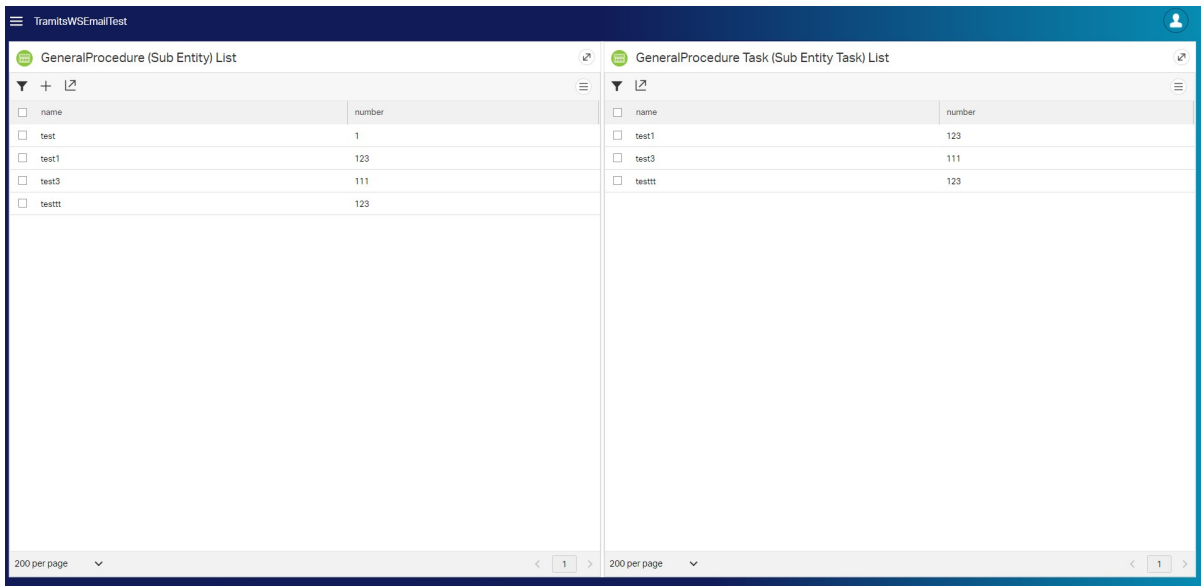 TramitsWSEmailTest
GeneralProcedure (Sub Entity) List
name number
test 1
test1 123
test3 111
testtt 123
200 per page 1
GeneralProcedure Task (Sub Entity Task) List
name number
test1 123
test3 111
testtt 123
200 per page 1